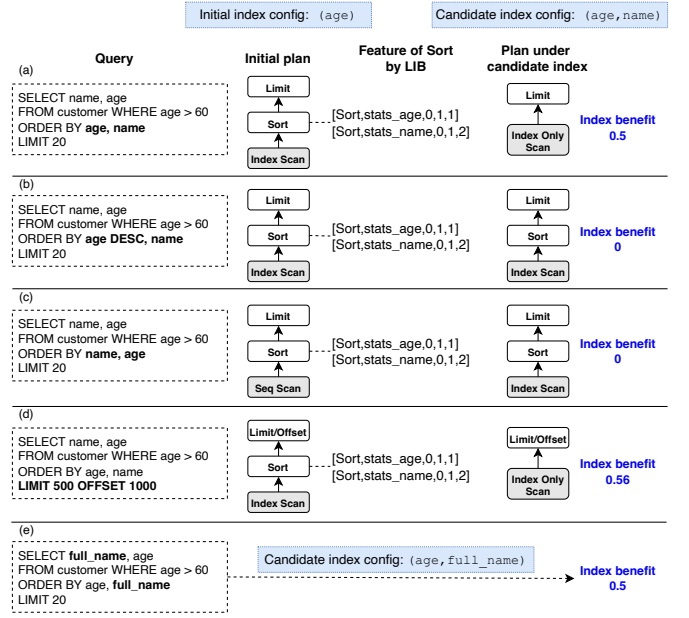 Initial index config: (age)
Candidate index config: (age,name)
Query
Initial plan
Feature of Sort
by LIB
Plan under
candidate index
(a)
SELECT name, age
FROM customer WHERE age > 60
ORDER BY age, name
LIMIT 20
Limit
Sort
Index Scan
[Sort,stats_age,0,1,1]
[Sort,stats_name,0,1,2]
Limit
Index Only
Scan
Index benefit
0.5
(b)
SELECT name, age
FROM customer WHERE age > 60
ORDER BY age DESC, name
LIMIT 20
Limit
Sort
Index Scan
[Sort,stats_age,0,1,1]
[Sort,stats_name,0,1,2]
Limit
Sort
Index Scan
Index benefit
0
(c)
SELECT name, age
FROM customer WHERE age > 60
ORDER BY name, age
LIMIT 20
Limit
Sort
Seq Scan
[Sort,stats_age,0,1,1]
[Sort,stats_name,0,1,2]
Limit
Sort
Index Scan
Index benefit
0
(d)
SELECT name, age
FROM customer WHERE age > 60
ORDER BY age, name
LIMIT 500 OFFSET 1000
Limit/Offset
Sort
Index Scan
[Sort,stats_age,0,1,1]
[Sort,stats_name,0,1,2]
Limit/Offset
Index Only
Scan
Index benefit
0.56
(e)
SELECT full_name, age
FROM customer WHERE age > 60
ORDER BY age, full_name
LIMIT 20
Candidate index config: (age,full_name)
Index benefit
0.5